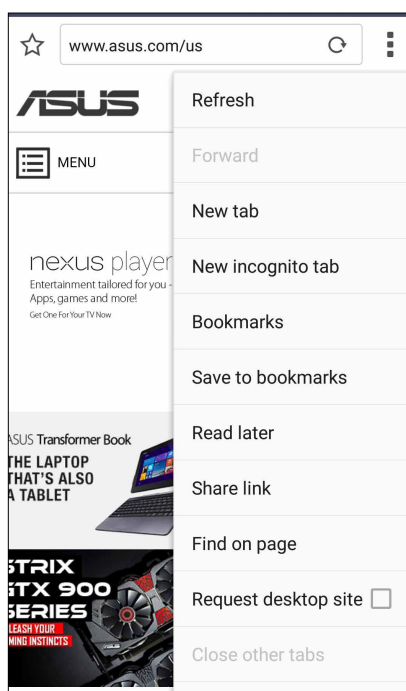 www.asus.com/us
ASUS
MENU
nexus player
Entertainment tailored for you -
Apps, games and more!
Get One For Your TV Now
ASUS Transformer Book
THE LAPTOP
THAT'S ALSO
A TABLET
STRIX
GTX 900
SERIES
LEASH YOUR
MING INSTINCTS
Refresh
Forward
New tab
New incognito tab
Bookmarks
Save to bookmarks
Read later
Share link
Find on page
Request desktop site
Close other tabs